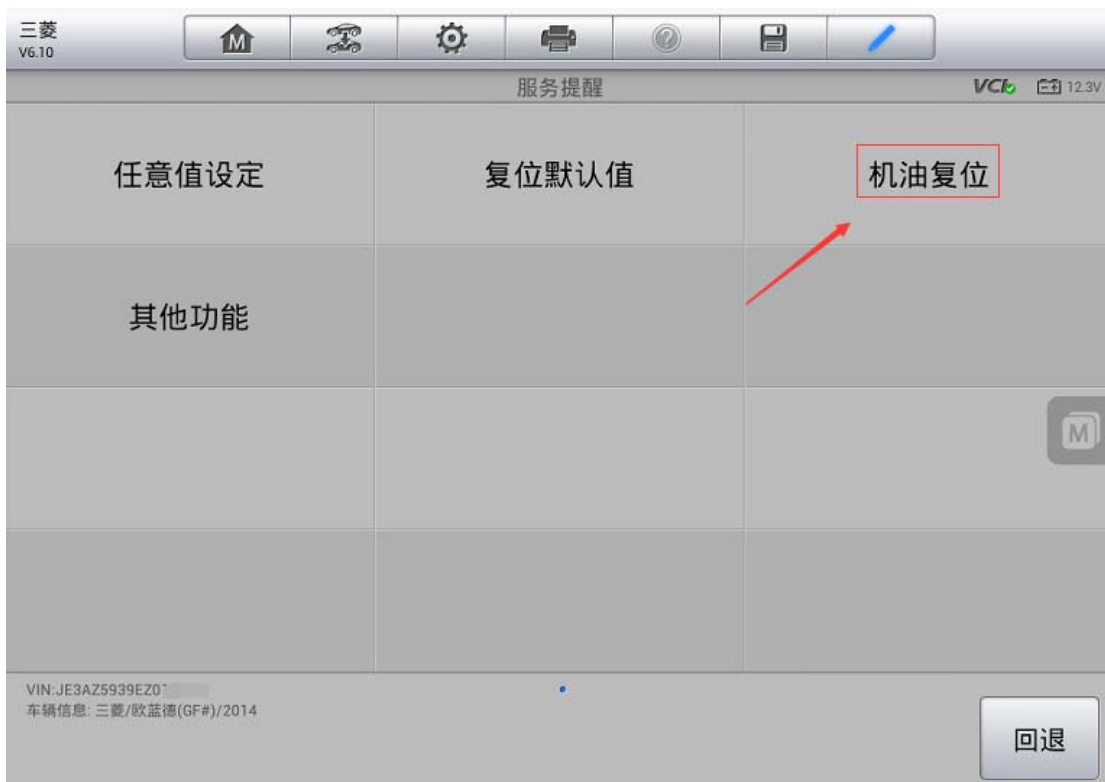 三菱
V6.10
M
服务提醒
VCI
12.3V
任意值设定
复位默认值
机油复位
其他功能
M
VIN:JE3AZ5939EZ0
车辆信息: 三菱/欧蓝德(GF#)/2014
回退